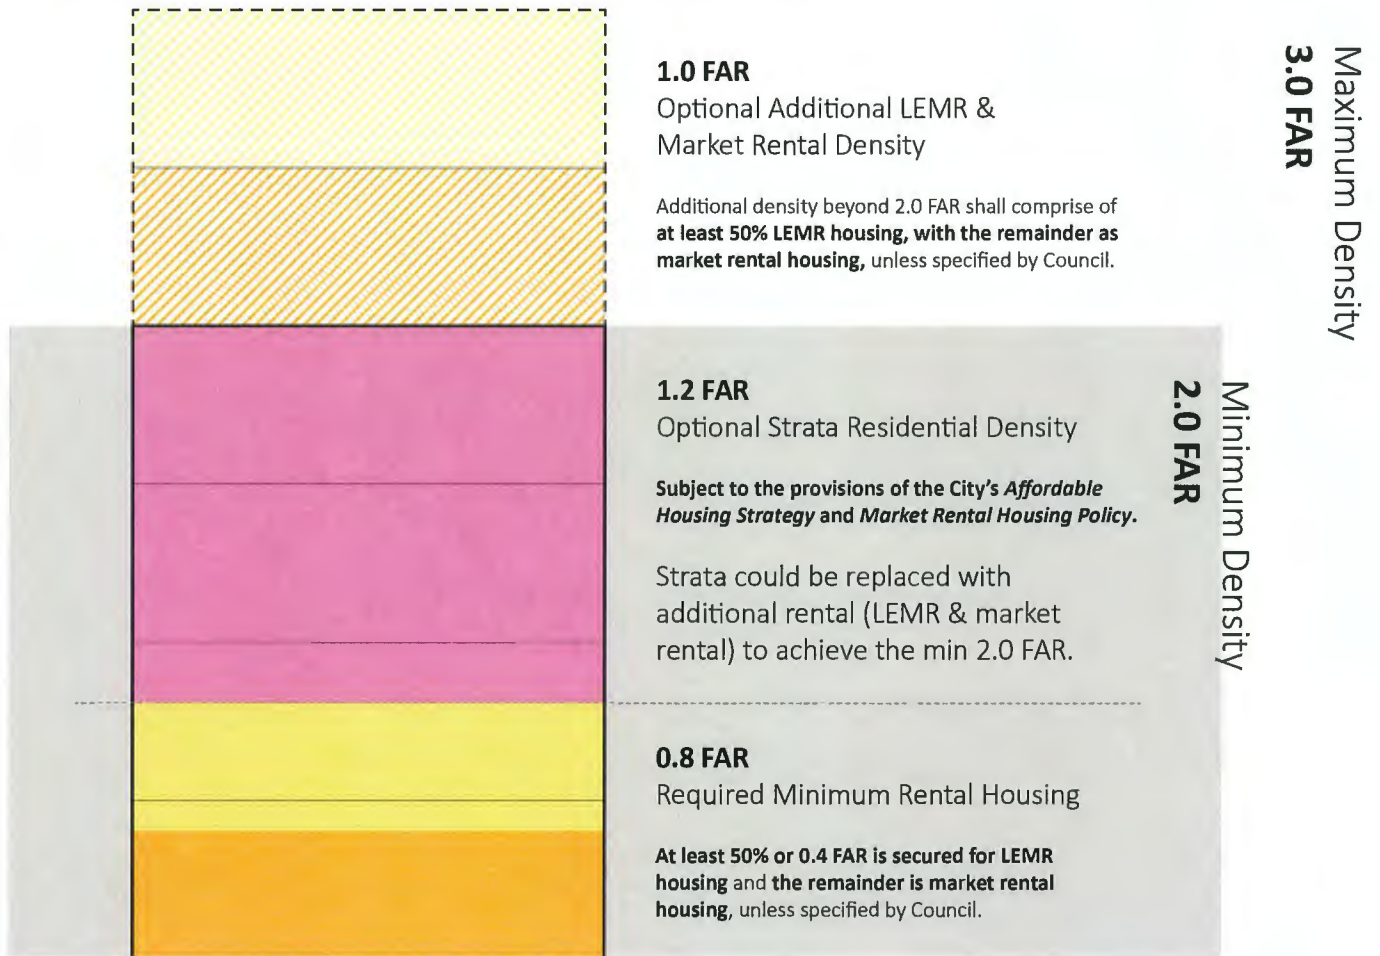 1.0 FAR
Optional Additional LEMR &
Market Rental Density
Additional density beyond 2.0 FAR shall comprise of
at least 50% LEMR housing, with the remainder as
market rental housing, unless specified by Council.
Maximum Density
3.0 FAR
1.2 FAR
Optional Strata Residential Density
Subject to the provisions of the City's Affordable
Housing Strategy and Market Rental Housing Policy.
Strata could be replaced with
additional rental (LEMR & market
rental) to achieve the min 2.0 FAR.
Minimum Density
2.0 FAR
0.8 FAR
Required Minimum Rental Housing
At least 50% or 0.4 FAR is secured for LEMR
housing and the remainder is market rental
housing, unless specified by Council.